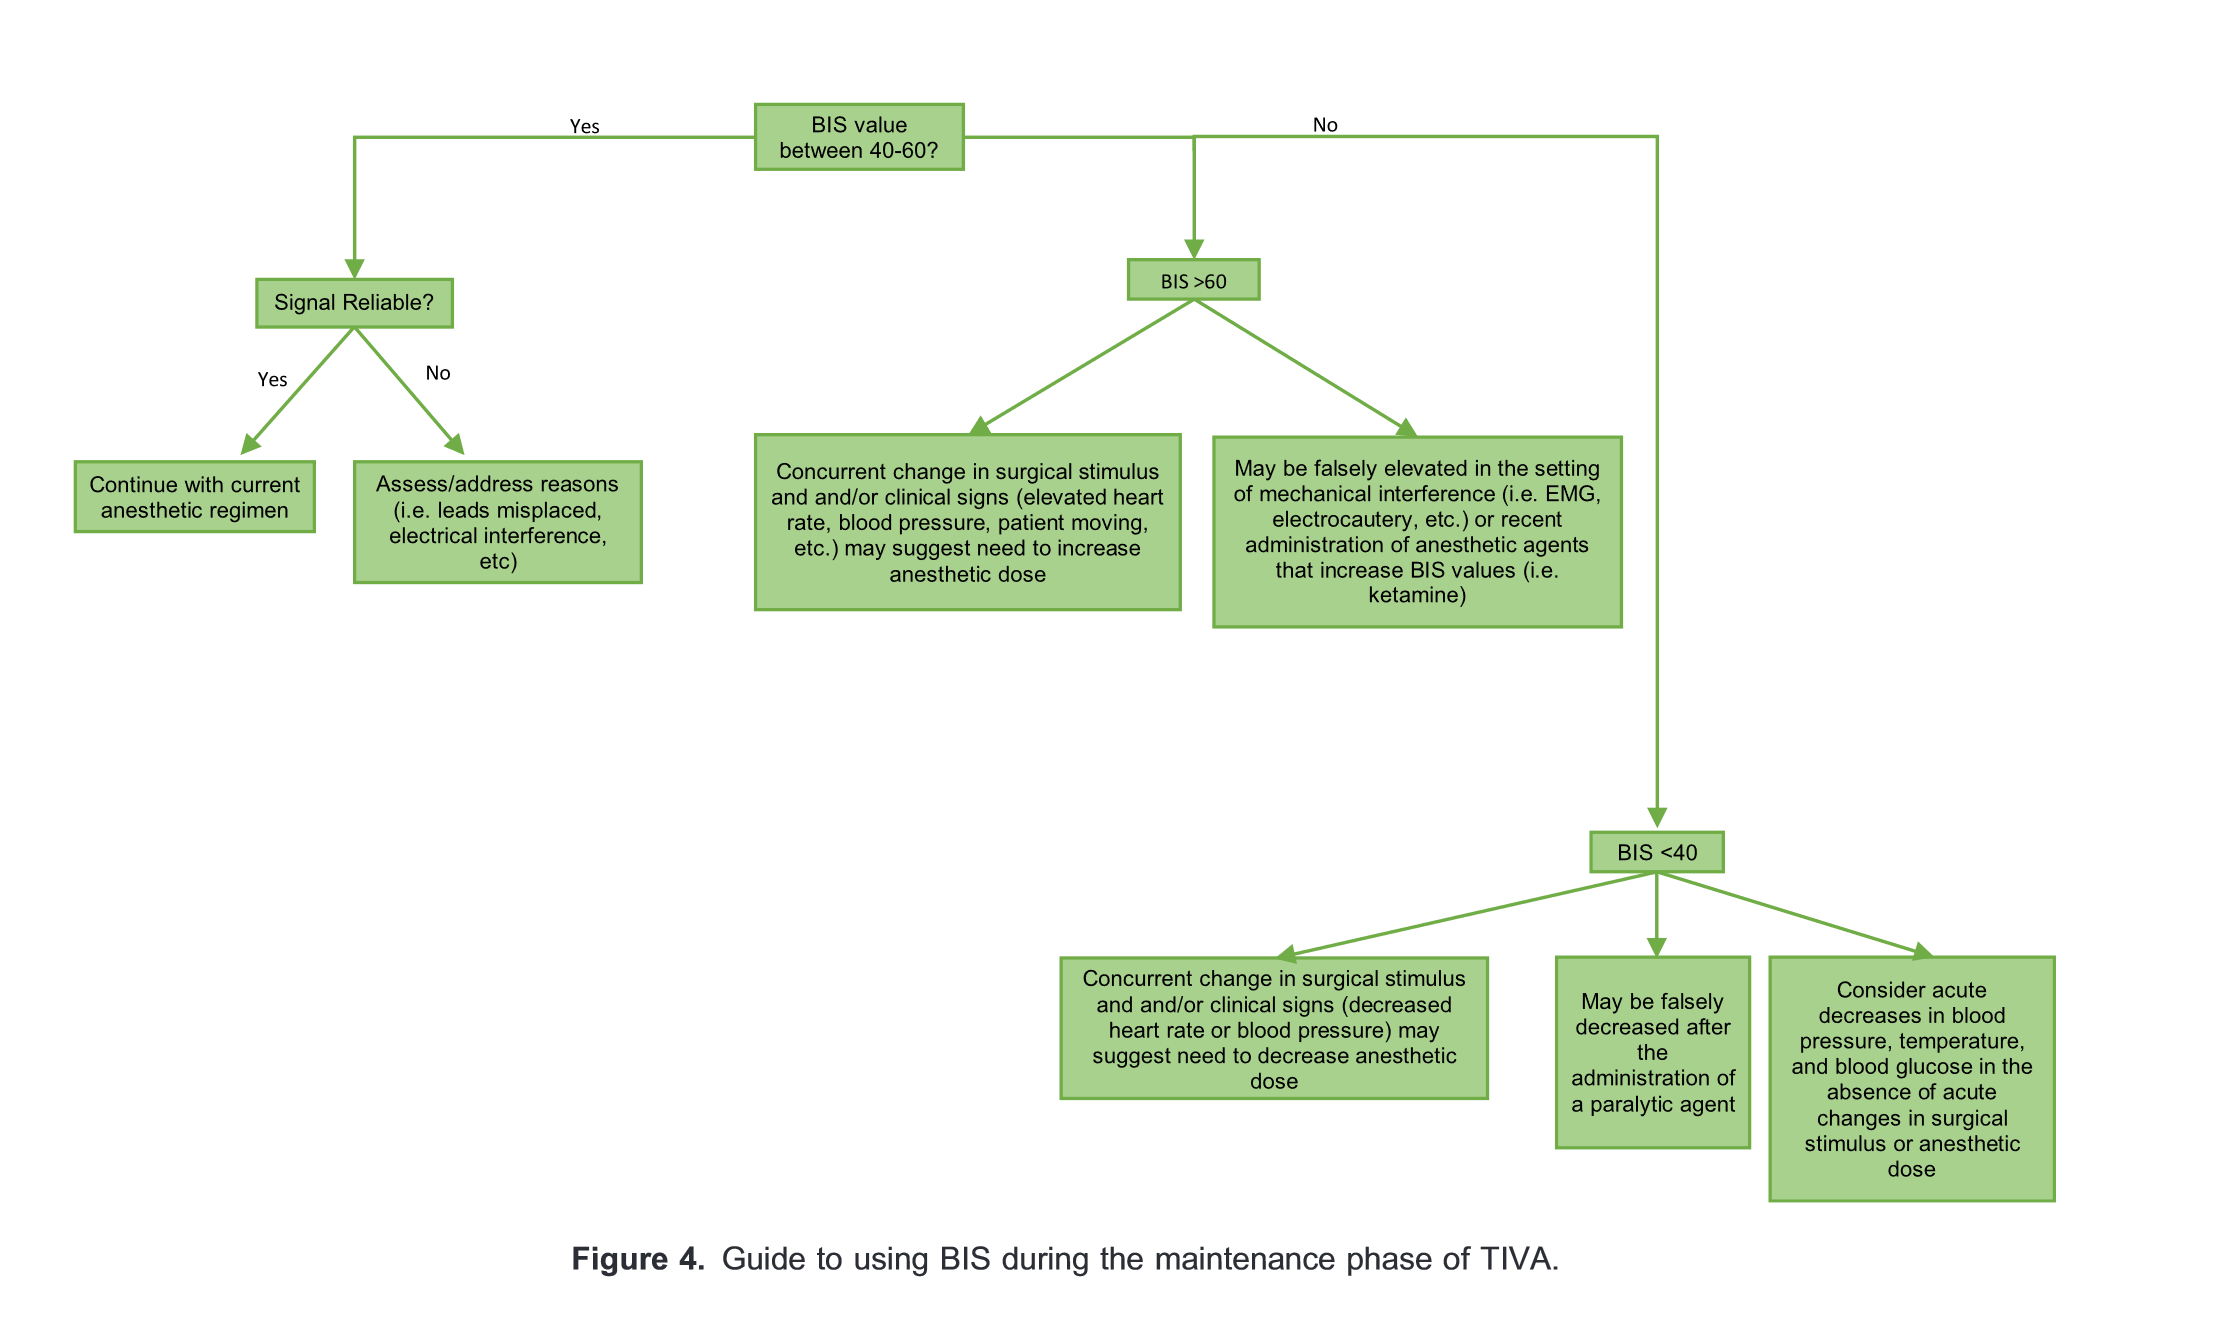 BIS value
between 40-60?
Yes
No
Signal Reliable?
Yes
No
Continue with current
anesthetic regimen
Assess/address reasons
(i.e. leads misplaced,
electrical interference,
etc)
BIS >60
Concurrent change in surgical stimulus
and and/or clinical signs (elevated heart
rate, blood pressure, patient moving,
etc.) may suggest need to increase
anesthetic dose
May be falsely elevated in the setting
of mechanical interference (i.e. EMG,
electrocautery, etc.) or recent
administration of anesthetic agents
that increase BIS values (i.e.
ketamine)
BIS <40
Concurrent change in surgical stimulus
and and/or clinical signs (decreased
heart rate or blood pressure) may
suggest need to decrease anesthetic
dose
May be falsely
decreased after
the
administration of
a paralytic agent
Consider acute
decreases in blood
pressure, temperature,
and blood glucose in the
absence of acute
changes in surgical
stimulus or anesthetic
dose
Figure 4. Guide to using BIS during the maintenance phase of TIVA.